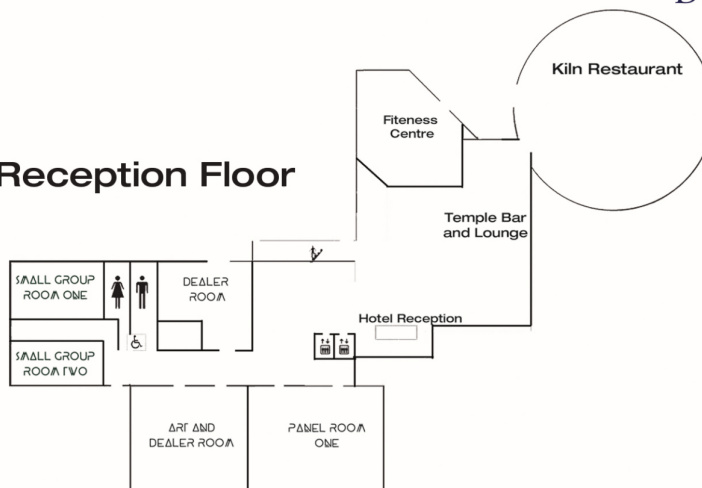 Kiln Restaurant
Fiteness
Centre
Reception Floor
Temple Bar
and Lounge
SMALL GROUP
ROOM ONE
DEALER
ROOM
Hotel Reception
SMALL GROUP
ROOM TWO
ART AND
DEALER ROOM
PANEL ROOM
ONE